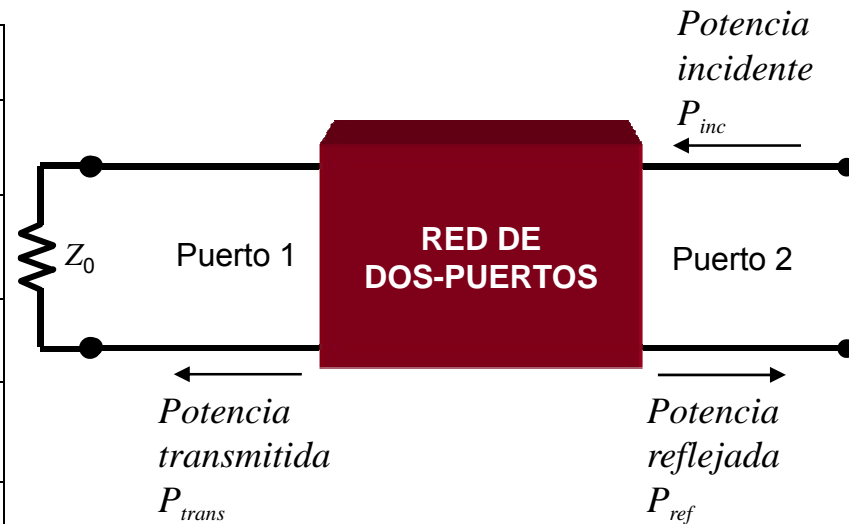 Potencia
incidente
P_inc
Z_0
Puerto 1
RED DE
DOS-PUERTOS
Puerto 2
Potencia
transmitida
P_trans
Potencia
reflejada
P_ref